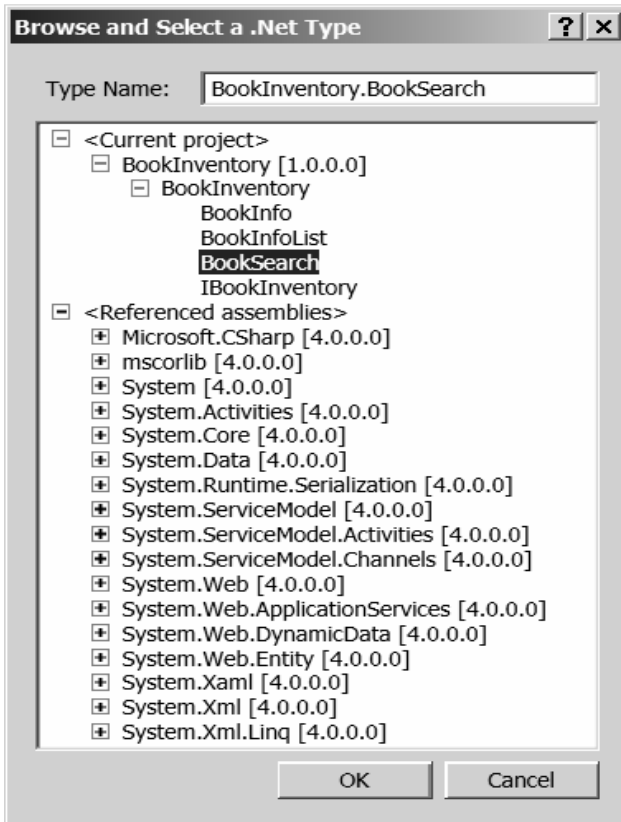 Browse and Select a .Net Type
Type Name: BookInventory.BookSearch
<Current project>
BookInventory [1.0.0.0]
BookInventory
BookInfo
BookInfoList
BookSearch
IBookInventory
<Referenced assemblies>
Microsoft.CSharp [4.0.0.0]
mscorlib [4.0.0.0]
System [4.0.0.0]
System.Activities [4.0.0.0]
System.Core [4.0.0.0]
System.Data [4.0.0.0]
System.Runtime.Serialization [4.0.0.0]
System.ServiceModel [4.0.0.0]
System.ServiceModel.Activities [4.0.0.0]
System.ServiceModel.Channels [4.0.0.0]
System.Web [4.0.0.0]
System.Web.ApplicationServices [4.0.0.0]
System.Web.DynamicData [4.0.0.0]
System.Web.Entity [4.0.0.0]
System.Xaml [4.0.0.0]
System.Xml [4.0.0.0]
System.Xml.Linq [4.0.0.0]
OK Cancel